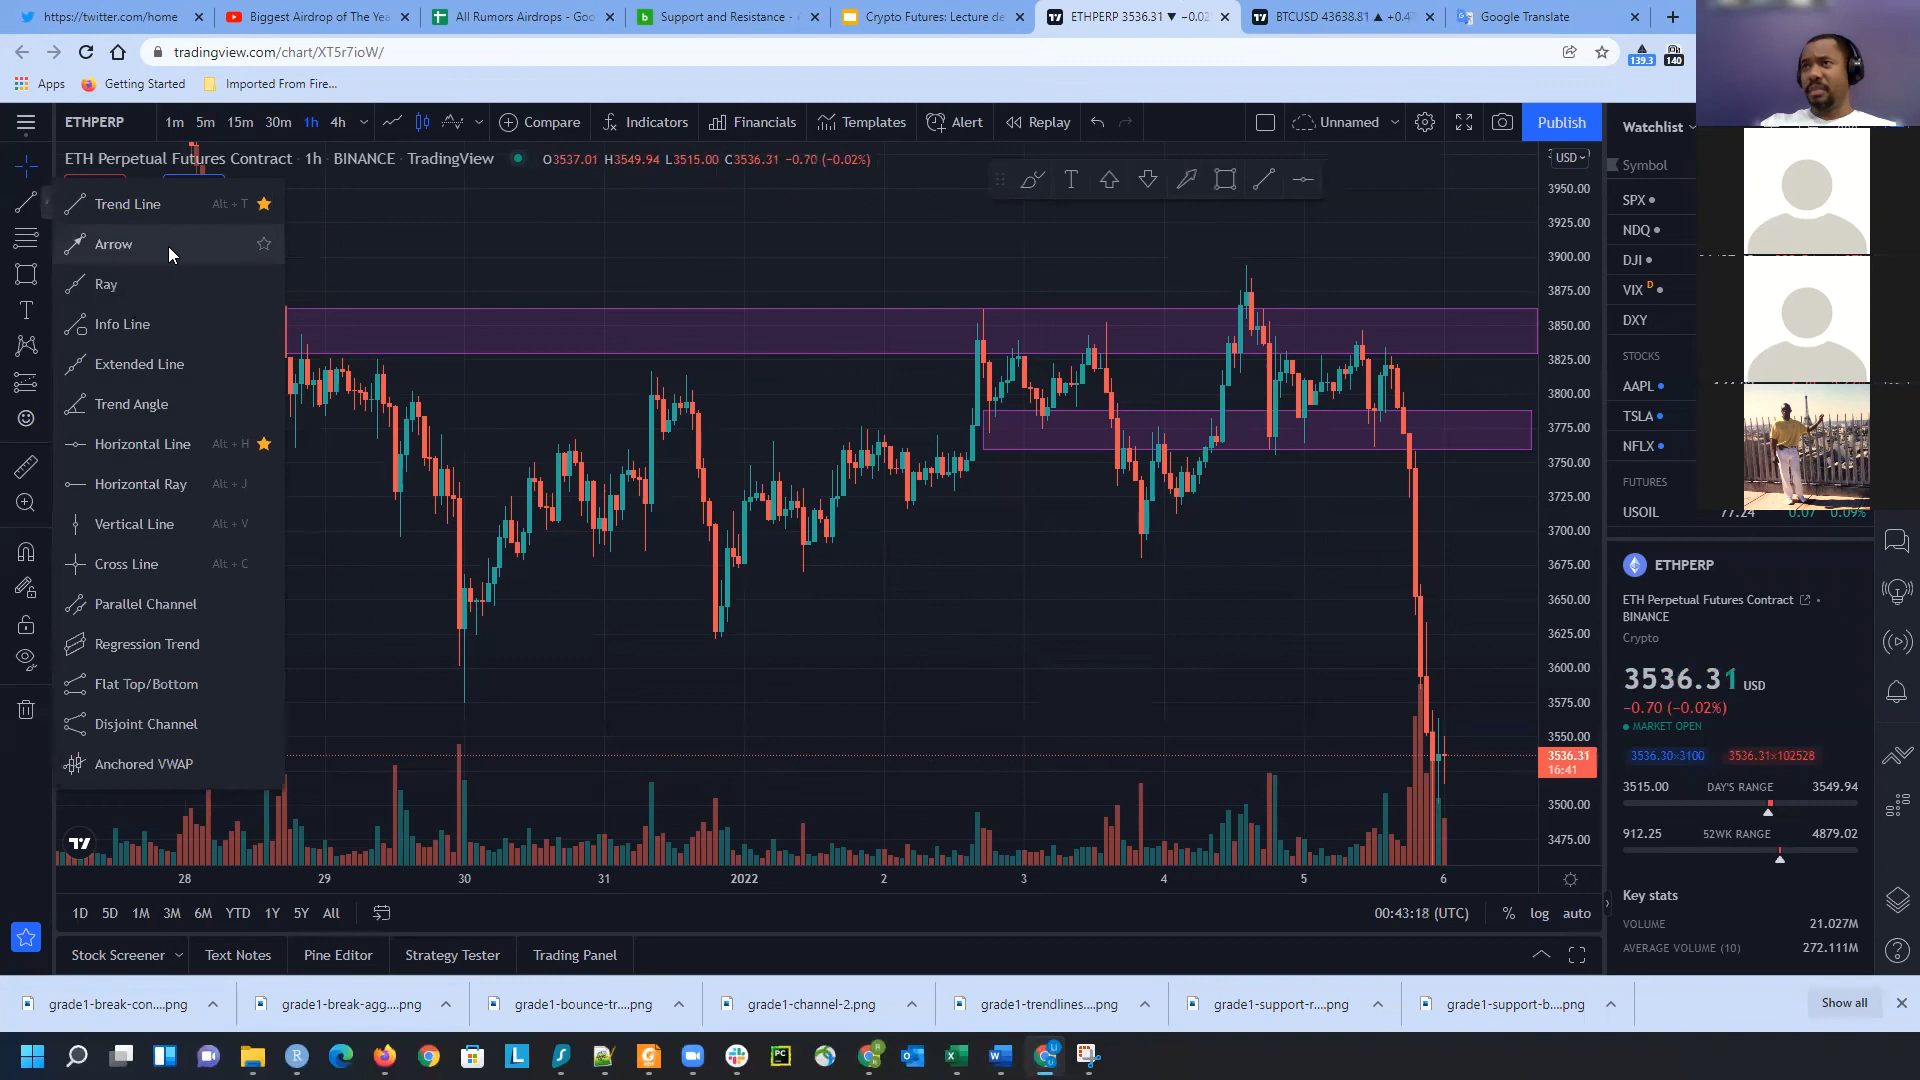 https://twitter.com/home
Biggest Airdrop of The Yea
All Rumors Airdrops - Goo
Support and Resistance -
Crypto Futures: Lecture de
ETHPERP 3536.31 ▼ −0.02
BTCUSD 43638.81 ▲ +0.4
Google Translate
tradingview.com/chart/XT5r7ioW/
139.3
140
Apps
Getting Started
Imported From Fire...
ETHPERP
1m 5m 15m 30m 1h 4h
Compare
Indicators
Financials
Templates
Alert
Replay
Unnamed
Publish
Watchlist
ETH Perpetual Futures Contract · 1h · BINANCE · TradingView
O3537.01 H3549.94 L3515.00 C3536.31 −0.70 (−0.02%)
USD
Symbol
Trend Line Alt + T
Arrow
Ray
Info Line
Extended Line
Trend Angle
Horizontal Line Alt + H
Horizontal Ray Alt + J
Vertical Line Alt + V
Cross Line Alt + C
Parallel Channel
Regression Trend
Flat Top/Bottom
Disjoint Channel
Anchored VWAP
3950.00
3925.00
3900.00
3875.00
3850.00
3825.00
3800.00
3775.00
3750.00
3725.00
3700.00
3675.00
3650.00
3625.00
3600.00
3575.00
3550.00
3536.31
16:41
3500.00
3475.00
SPX
NDQ
DJI
VIX D
DXY
STOCKS
AAPL
TSLA
NFLX
FUTURES
USOIL 77.24 0.07 0.09%
ETHPERP
ETH Perpetual Futures Contract
BINANCE
Crypto
3536.31 USD
−0.70 (−0.02%)
MARKET OPEN
3536.30×3100 3536.31×102528
3515.00 DAY'S RANGE 3549.94
912.25 52WK RANGE 4879.02
Key stats
VOLUME 21.027M
AVERAGE VOLUME (10) 272.111M
28 29 30 31 2022 2 3 4 5 6
1D 5D 1M 3M 6M YTD 1Y 5Y All
00:43:18 (UTC) % log auto
Stock Screener
Text Notes
Pine Editor
Strategy Tester
Trading Panel
grade1-break-con....png
grade1-break-agg....png
grade1-bounce-tr....png
grade1-channel-2.png
grade1-trendlines....png
grade1-support-r....png
grade1-support-b....png
Show all